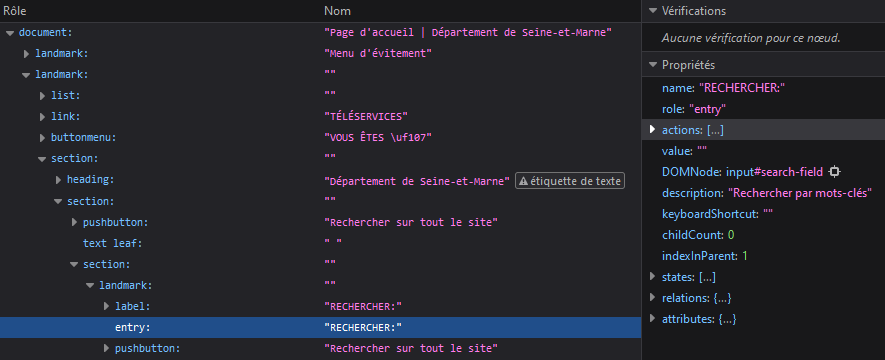 Rôle Nom
document: "Page d'accueil | Département de Seine-et-Marne"
landmark: "Menu d'évitement"
landmark: ""
list: ""
link: "TÉLÉSERVICES"
buttonmenu: "VOUS ÊTES \uf107"
section: ""
heading: "Département de Seine-et-Marne" étiquette de texte
section: ""
pushbutton: "Rechercher sur tout le site"
text leaf: " "
section: ""
landmark: ""
label: "RECHERCHER:"
entry: "RECHERCHER:"
pushbutton: "Rechercher sur tout le site"
Vérifications
Aucune vérification pour ce nœud.
Propriétés
name: "RECHERCHER:"
role: "entry"
actions: […]
value: ""
DOMNode: input#search-field
description: "Rechercher par mots-clés"
keyboardShortcut: ""
childCount: 0
indexInParent: 1
states: […]
relations: {…}
attributes: {…}